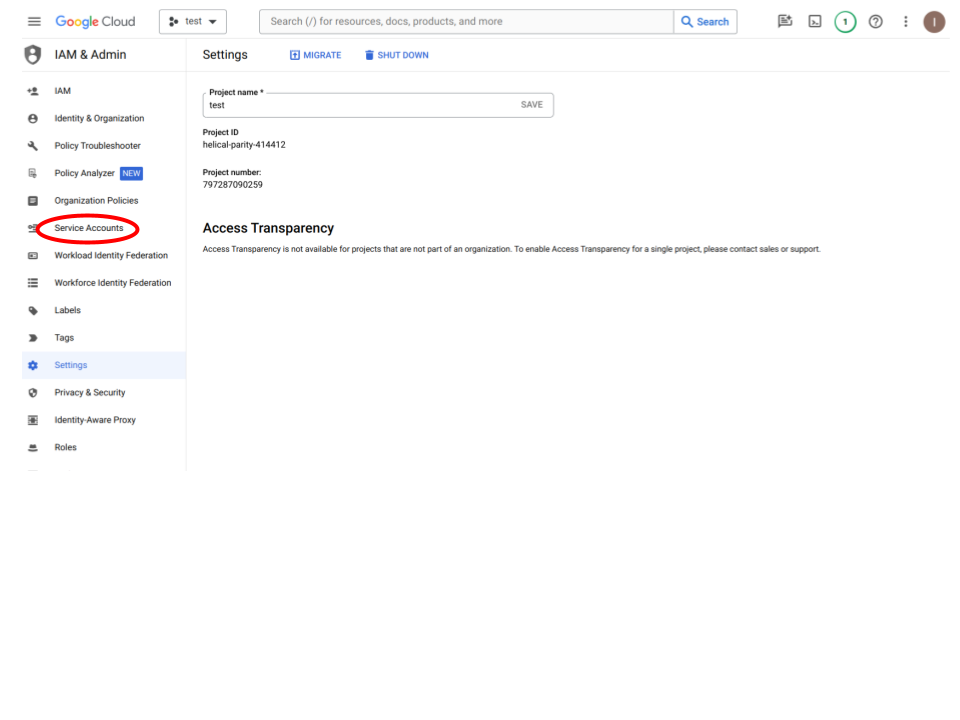 Google Cloud
test
Search (/) for resources, docs, products, and more
Search
1
I
IAM & Admin
Settings
MIGRATE
SHUT DOWN
IAM
Identity & Organization
Policy Troubleshooter
Policy Analyzer NEW
Organization Policies
Service Accounts
Workload Identity Federation
Workforce Identity Federation
Labels
Tags
Settings
Privacy & Security
Identity-Aware Proxy
Roles
Project name *
test
SAVE
Project ID
helical-parity-414412
Project number:
797287090259
Access Transparency
Access Transparency is not available for projects that are not part of an organization. To enable Access Transparency for a single project, please contact sales or support.